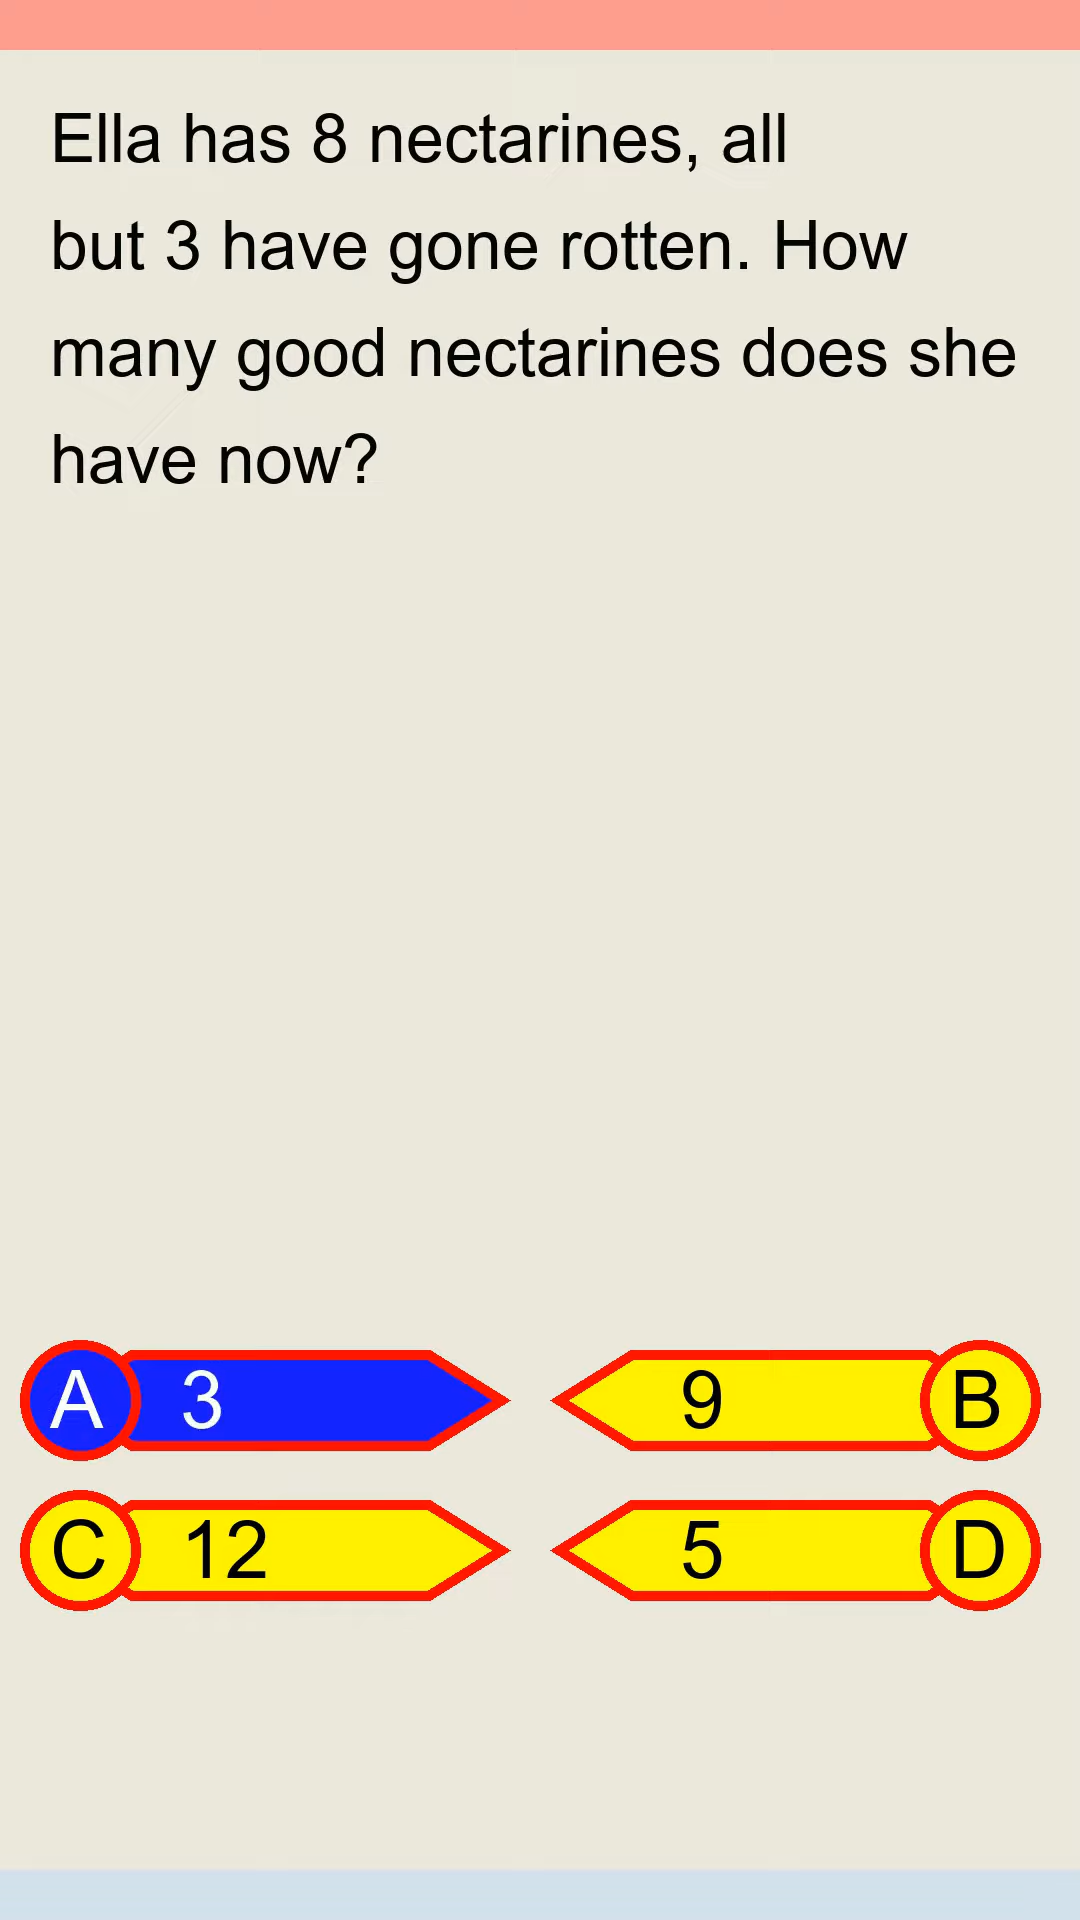 Ella has 8 nectarines, all
but 3 have gone rotten. How
many good nectarines does she
have now?
A 3
9 B
C 12
5 D